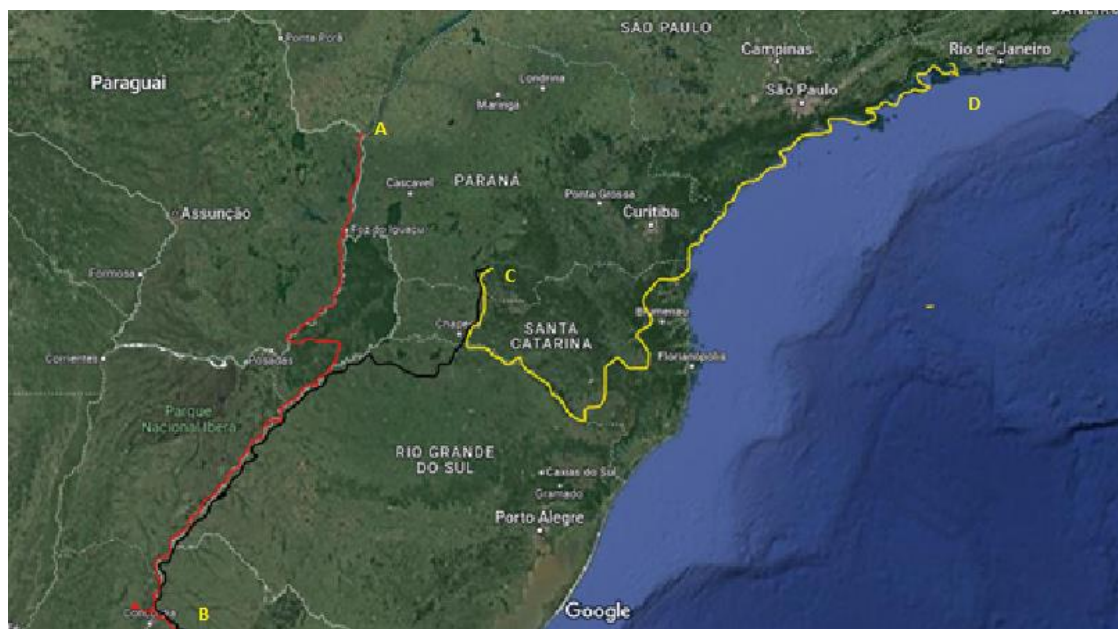 SÃO PAULO
Ponta Porã
Campinas
Rio de Janeiro
Paraguai
Londrina
Maringá
São Paulo
D
A
PARANÁ
Cascavel
Ponta Grossa
Assunção
Curitiba
Foz do Iguaçu
Formosa
C
SANTA
CATARINA
Blumenau
Corrientes
Posadas
Florianópolis
Parque
Nacional Iberá
RIO GRANDE
DO SUL
Caxias do Sul
Gramado
Porto Alegre
B
Google